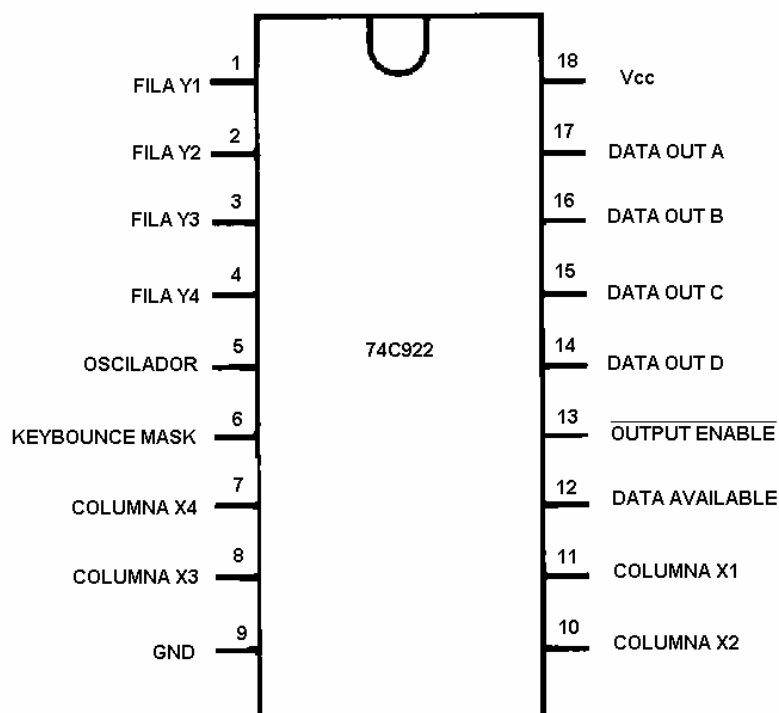 1
FILA Y1
2
FILA Y2
3
FILA Y3
4
FILA Y4
5
OSCILADOR
6
KEYBOUNCE MASK
7
COLUMNA X4
8
COLUMNA X3
9
GND
74C922
18
Vcc
17
DATA OUT A
16
DATA OUT B
15
DATA OUT C
14
DATA OUT D
13
OUTPUT ENABLE
12
DATA AVAILABLE
11
COLUMNA X1
10
COLUMNA X2